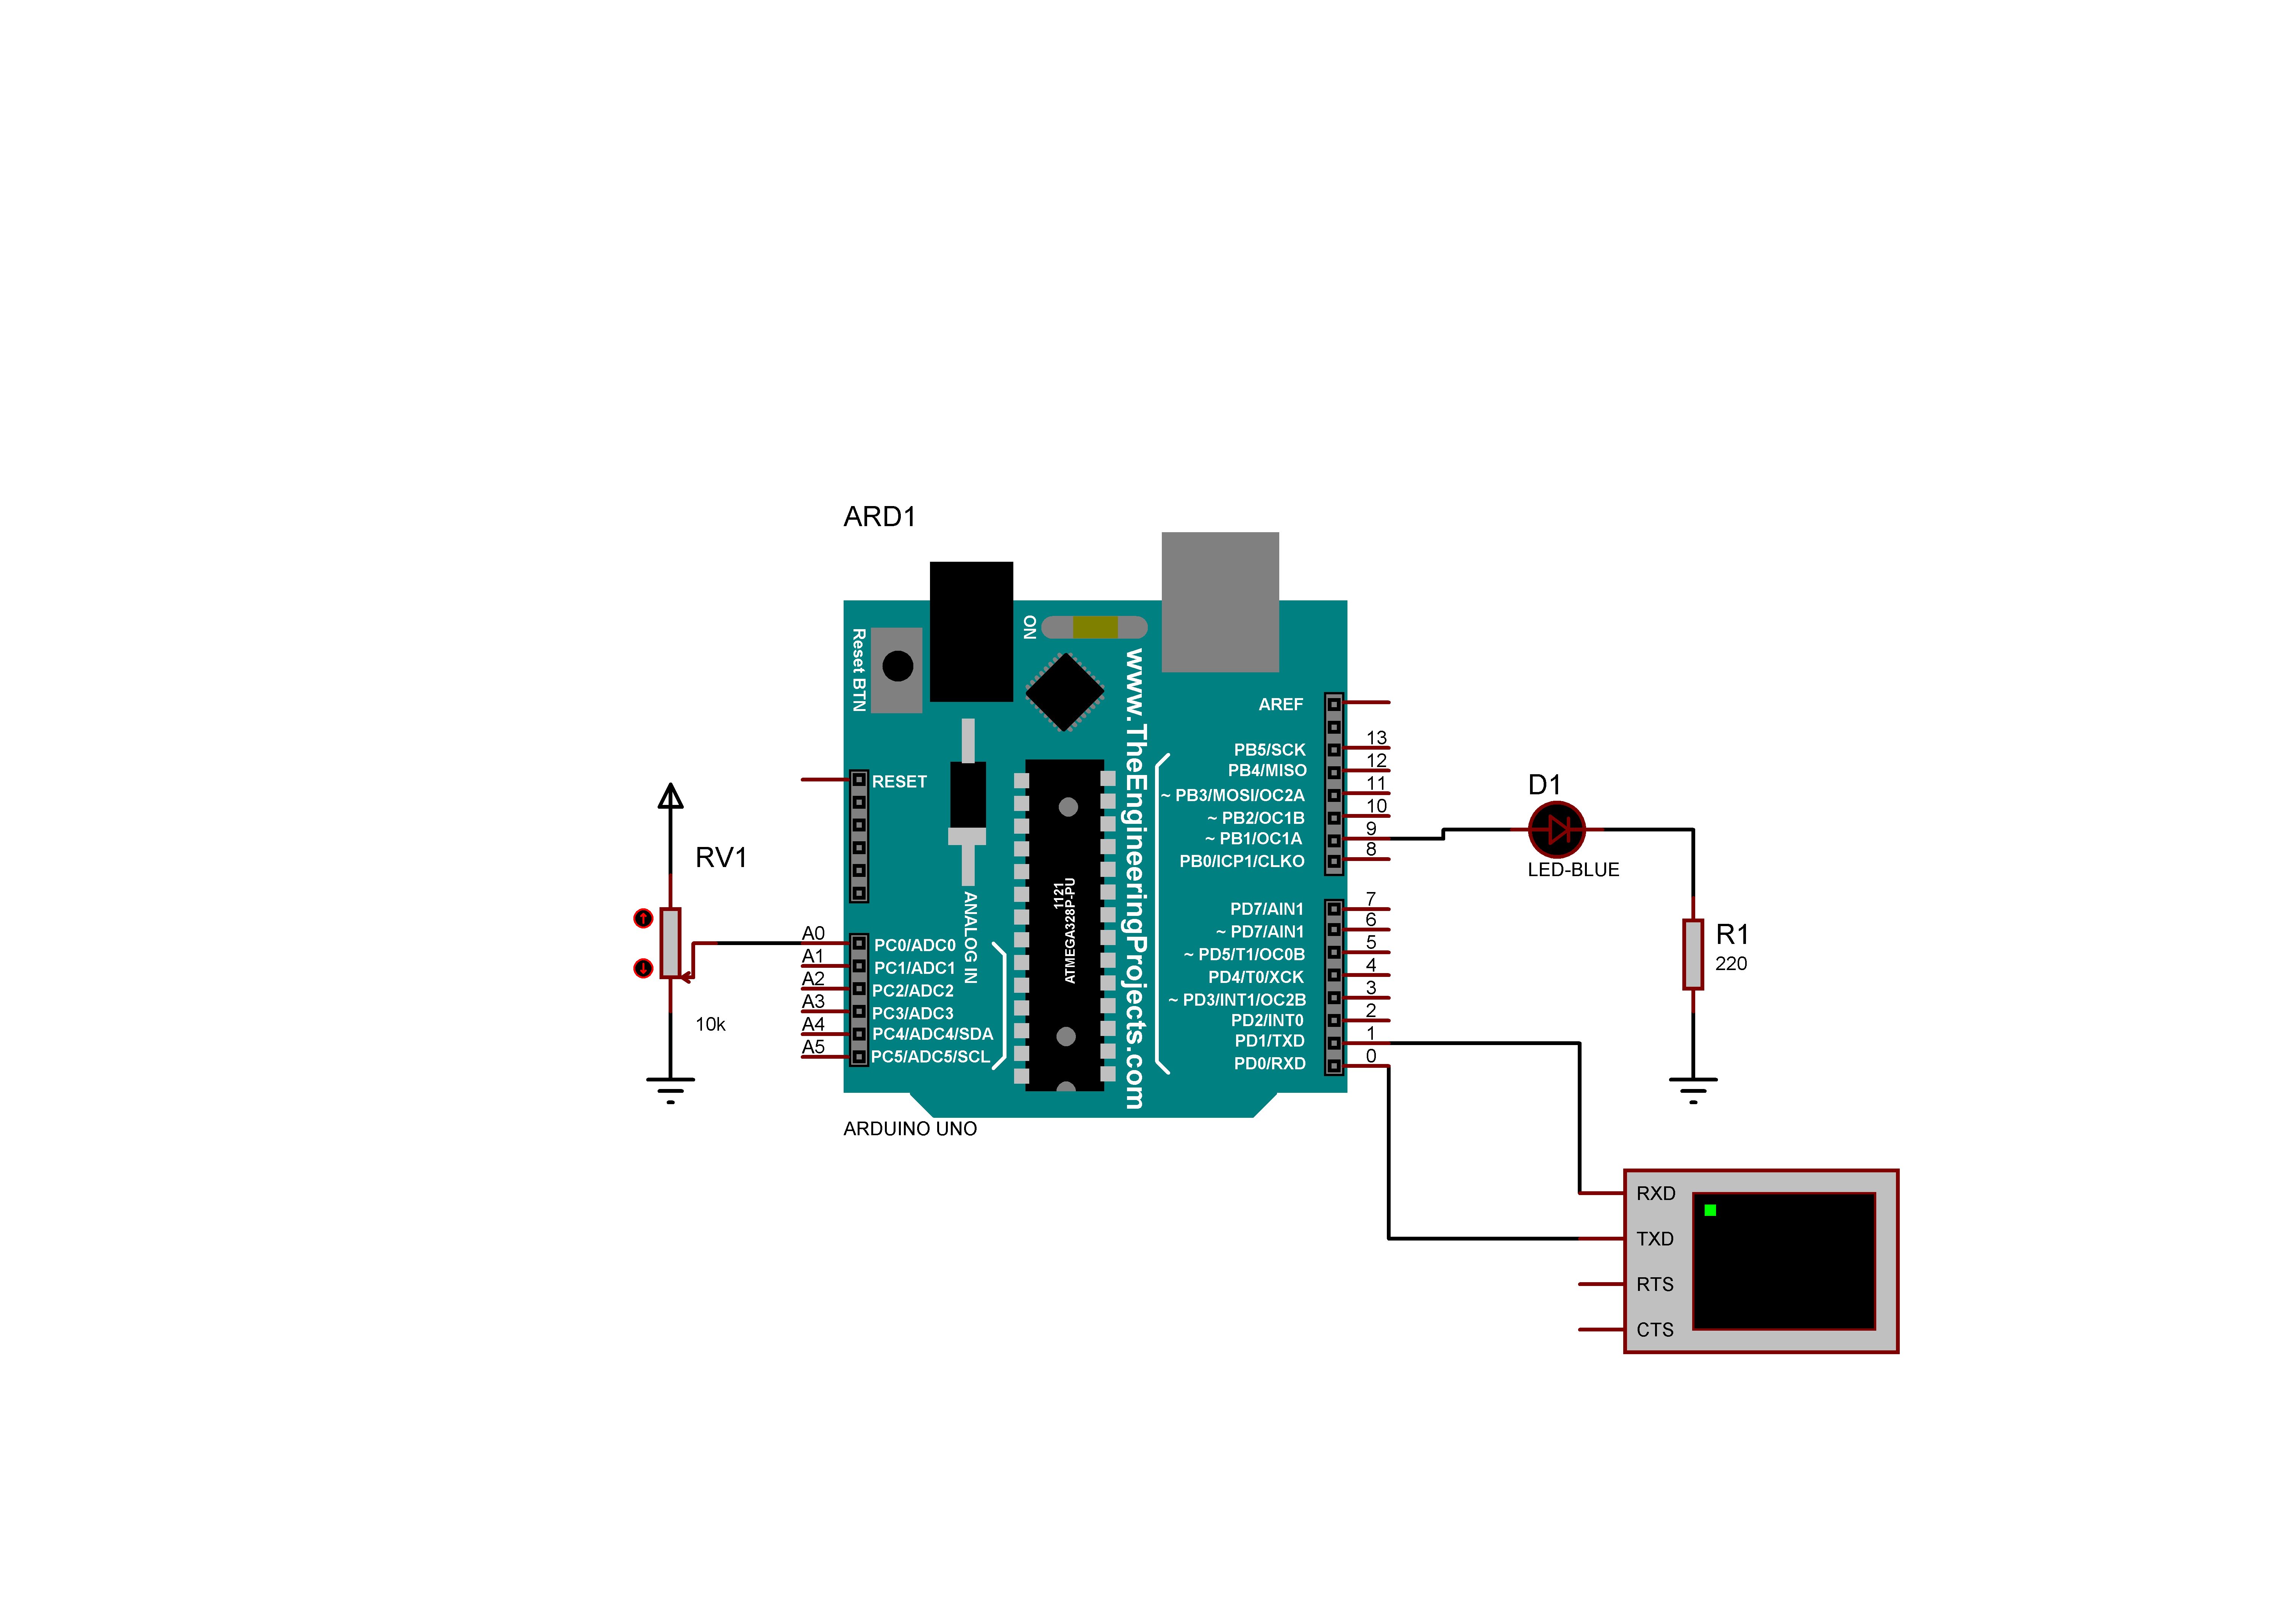 ARD1
ON
Reset BTN
www.TheEngineeringProjects.com
AREF
PB5/SCK
13
PB4/MISO
12
~ PB3/MOSI/OC2A
11
~ PB2/OC1B
10
~ PB1/OC1A
9
PB0/ICP1/CLKO
8
RESET
D1
LED-BLUE
RV1
10k
ANALOG IN
1121
ATMEGA328P-PU
A0
PC0/ADC0
A1
PC1/ADC1
A2
PC2/ADC2
A3
PC3/ADC3
A4
PC4/ADC4/SDA
A5
PC5/ADC5/SCL
PD7/AIN1
7
~ PD7/AIN1
6
~ PD5/T1/OC0B
5
PD4/T0/XCK
4
~ PD3/INT1/OC2B
3
PD2/INT0
2
PD1/TXD
1
PD0/RXD
0
R1
220
ARDUINO UNO
RXD
TXD
RTS
CTS